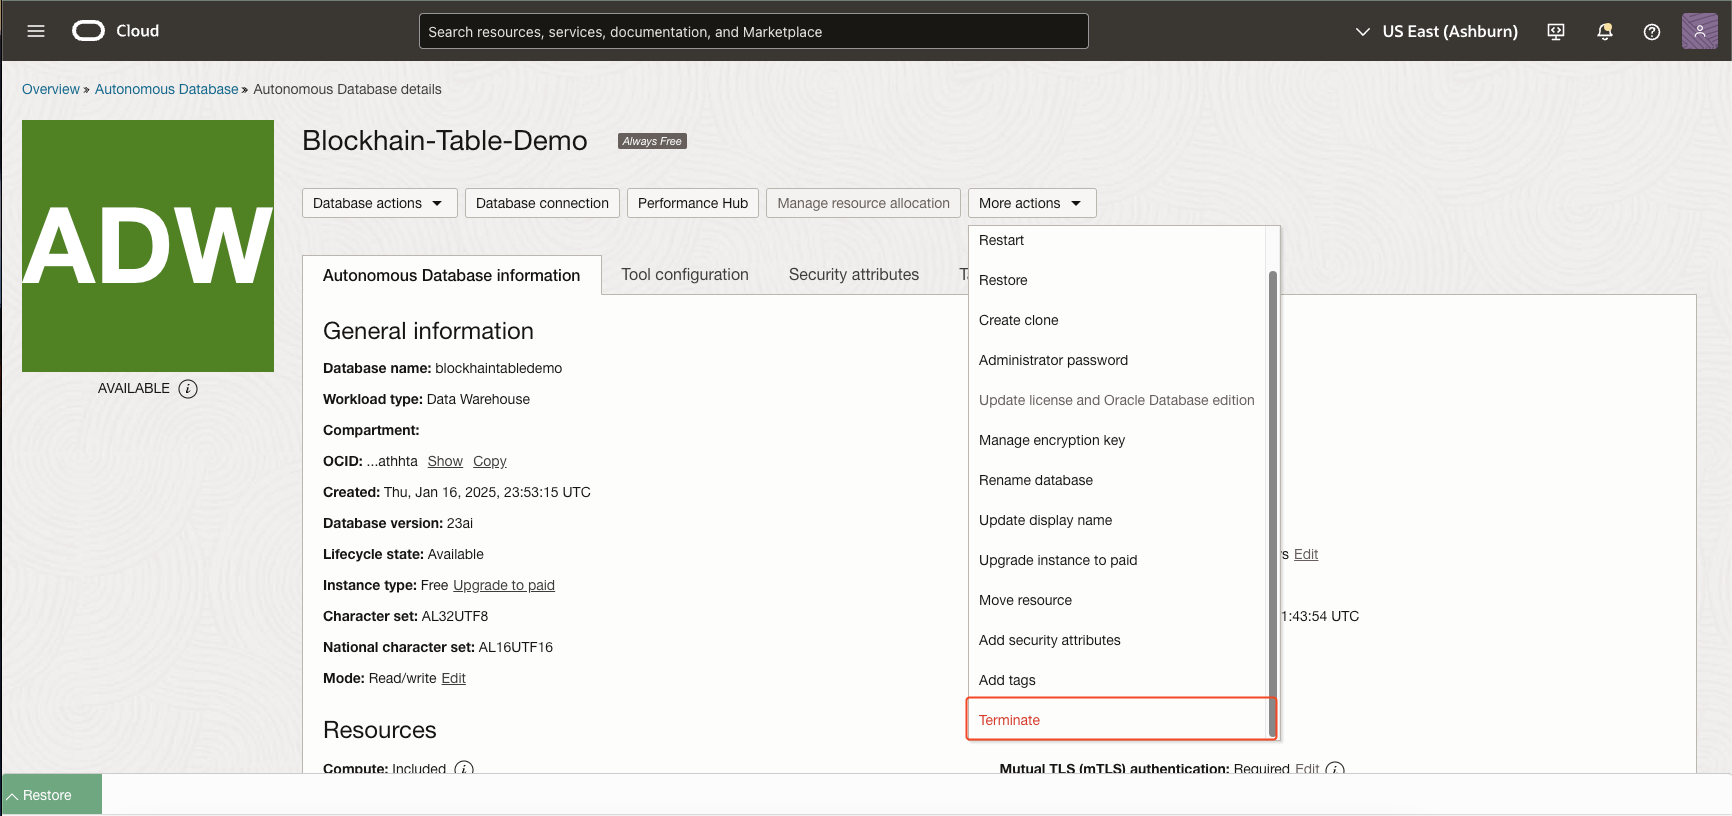 Cloud
Search resources, services, documentation, and Marketplace
US East (Ashburn)
Overview » Autonomous Database » Autonomous Database details
ADW
AVAILABLE
Blockhain-Table-Demo
Always Free
Database actions
Database connection
Performance Hub
Manage resource allocation
More actions
Restart
Restore
Create clone
Administrator password
Update license and Oracle Database edition
Manage encryption key
Rename database
Update display name
Upgrade instance to paid
Move resource
Add security attributes
Add tags
Terminate
Autonomous Database information
Tool configuration
Security attributes
General information
Database name: blockhaintabledemo
Workload type: Data Warehouse
Compartment:
OCID: ...athhta Show Copy
Created: Thu, Jan 16, 2025, 23:53:15 UTC
Database version: 23ai
Lifecycle state: Available
Instance type: Free Upgrade to paid
Character set: AL32UTF8
National character set: AL16UTF16
Mode: Read/write Edit
Edit
1:43:54 UTC
Resources
Compute: Included
Mutual TLS (mTLS) authentication: Required Edit
Restore